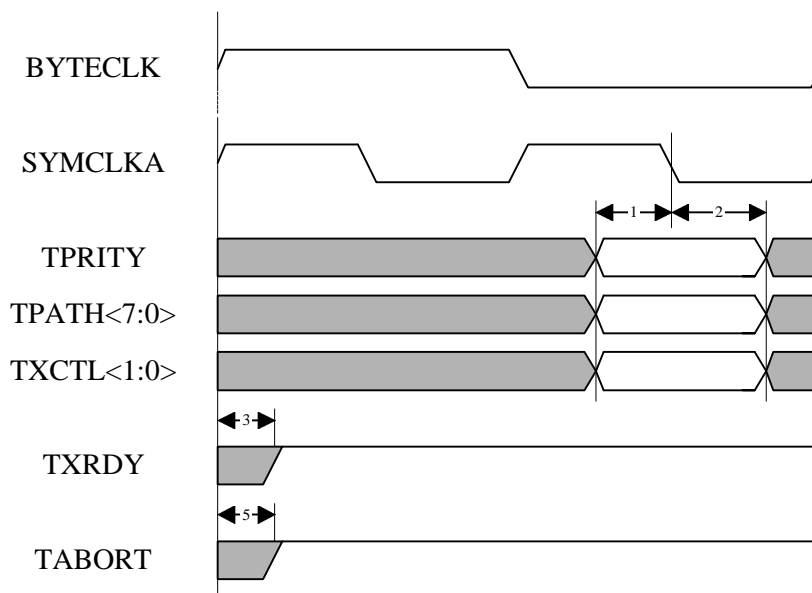 BYTECLK
SYMCLKA
1 2
TPRITY
TPATH<7:0>
TXCTL<1:0>
3
TXRDY
5
TABORT